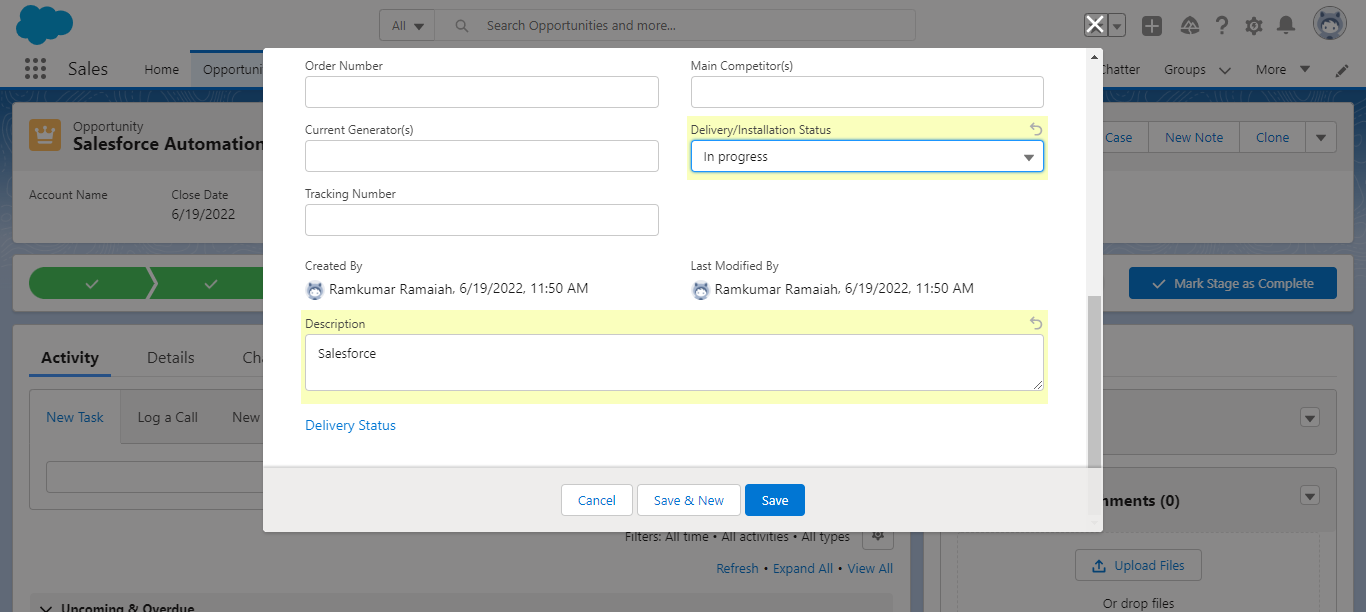 All
Search Opportunities and more...
Sales
Home
Opportuni
Chatter
Groups
More
Opportunity
Salesforce Automation
Case
New Note
Clone
Account Name
Close Date
6/19/2022
Mark Stage as Complete
Activity
Details
Cha
New Task
Log a Call
New
Order Number
Main Competitor(s)
Current Generator(s)
Delivery/Installation Status
In progress
Tracking Number
Created By
Ramkumar Ramaiah, 6/19/2022, 11:50 AM
Last Modified By
Ramkumar Ramaiah, 6/19/2022, 11:50 AM
Description
Salesforce
Delivery Status
Cancel
Save & New
Save
Filters: All time • All activities • All types
Refresh • Expand All • View All
Upcoming & Overdue
ments (0)
Upload Files
Or drop files